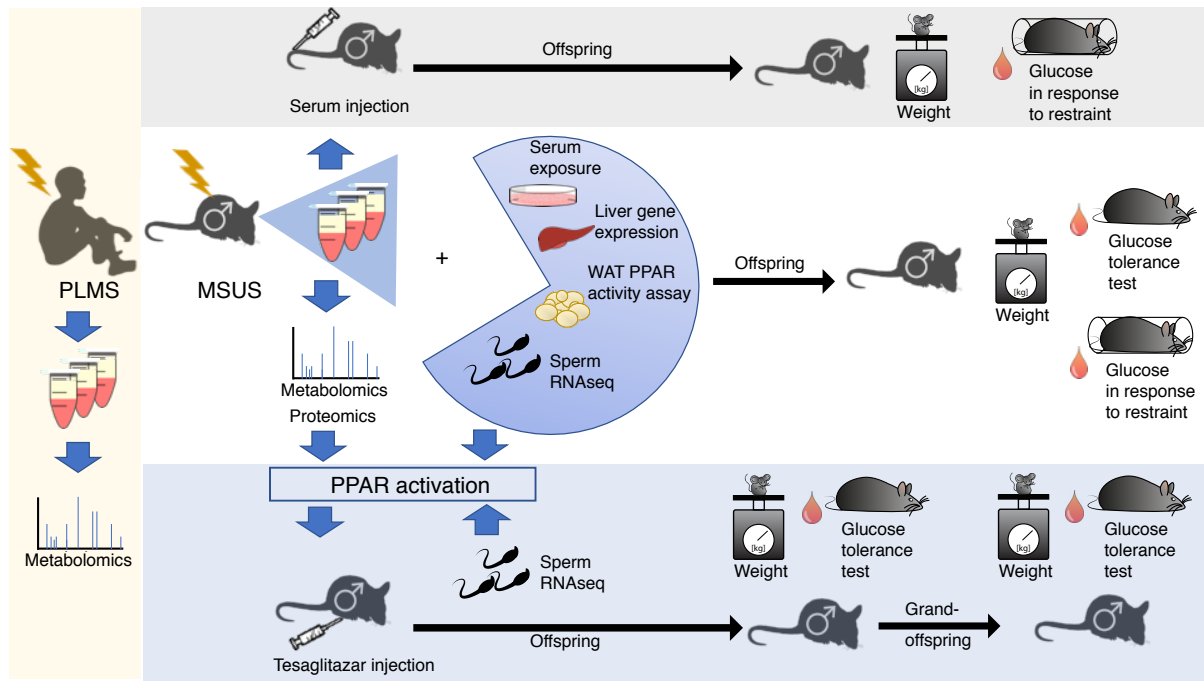 Serum injection
Offspring
[kg]
Weight
Glucose
in response
to restraint
PLMS
Metabolomics
MSUS
Metabolomics
Proteomics
+
Serum
exposure
Liver gene
expression
WAT PPAR
activity assay
Sperm
RNAseq
Offspring
[kg]
Weight
Glucose
tolerance
test
Glucose
in response
to restraint
PPAR activation
Sperm
RNAseq
Tesaglitazar injection
Offspring
[kg]
Weight
Glucose
tolerance
test
Grand-
offspring
[kg]
Weight
Glucose
tolerance
test